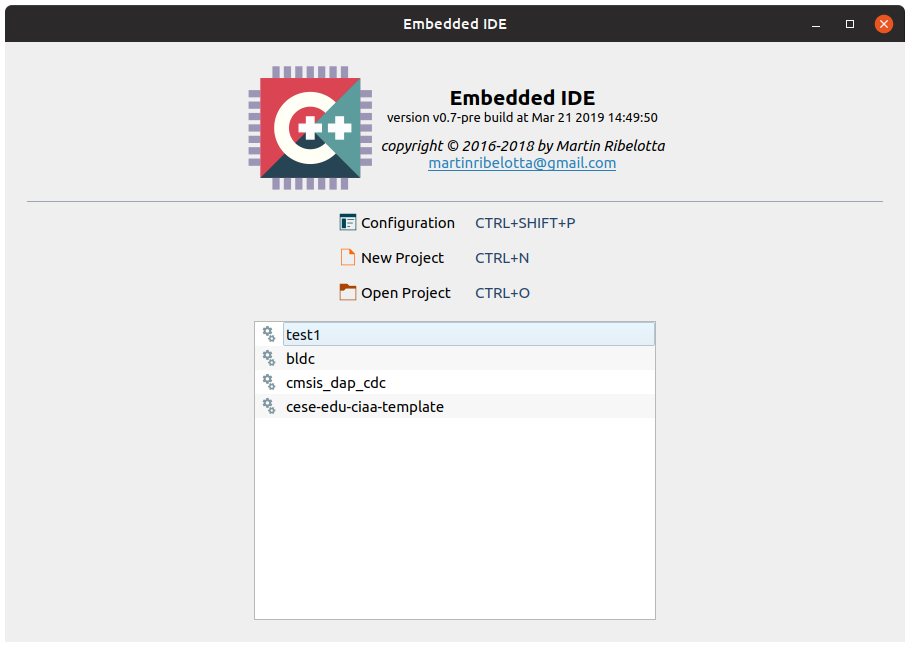 Embedded IDE
C++
Embedded IDE
version v0.7-pre build at Mar 21 2019 14:49:50
copyright © 2016-2018 by Martin Ribelotta
martinribelotta@gmail.com
Configuration CTRL+SHIFT+P
New Project CTRL+N
Open Project CTRL+O
test1
bldc
cmsis_dap_cdc
cese-edu-ciaa-template